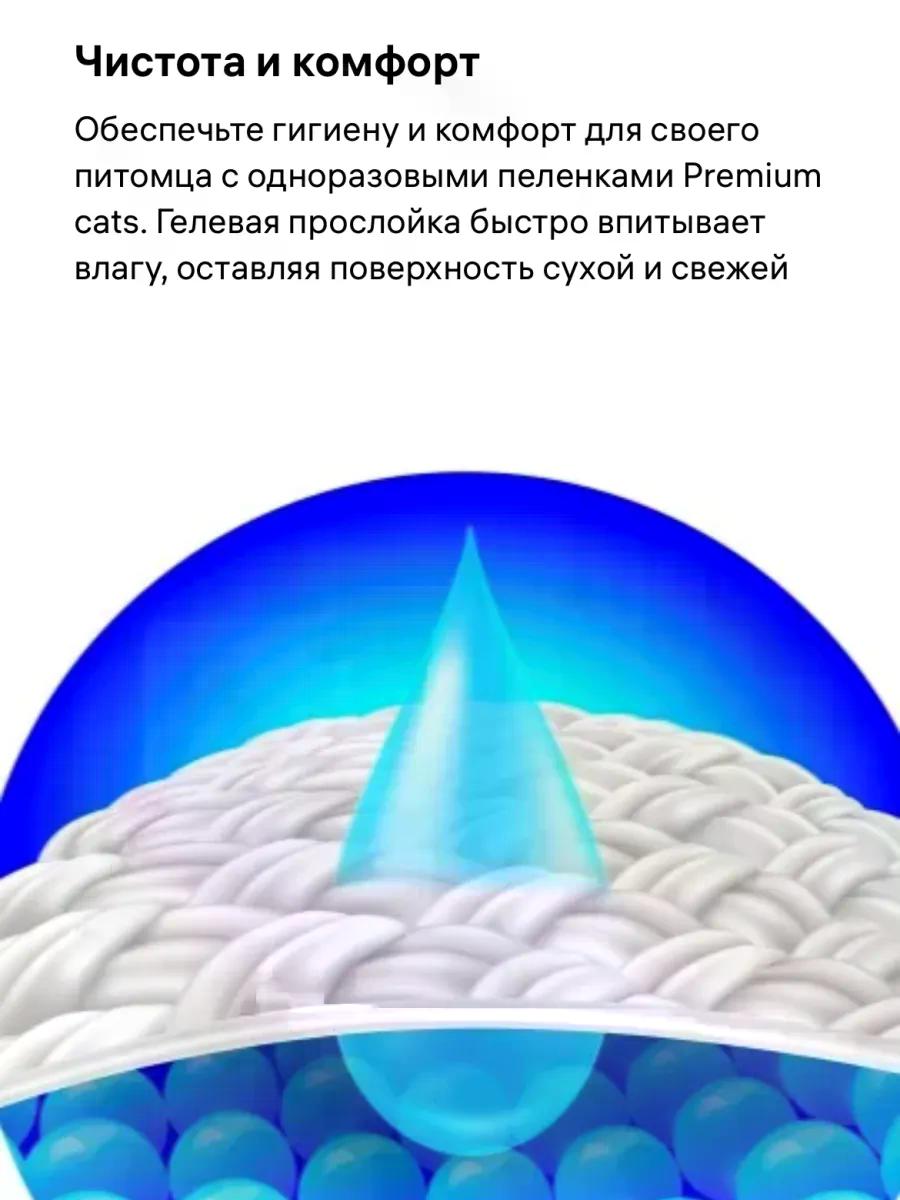 Чистота и комфорт
Обеспечьте гигиену и комфорт для своего
питомца с одноразовыми пеленками Premium
cats. Гелевая прослойка быстро впитывает
влагу, оставляя поверхность сухой и свежей